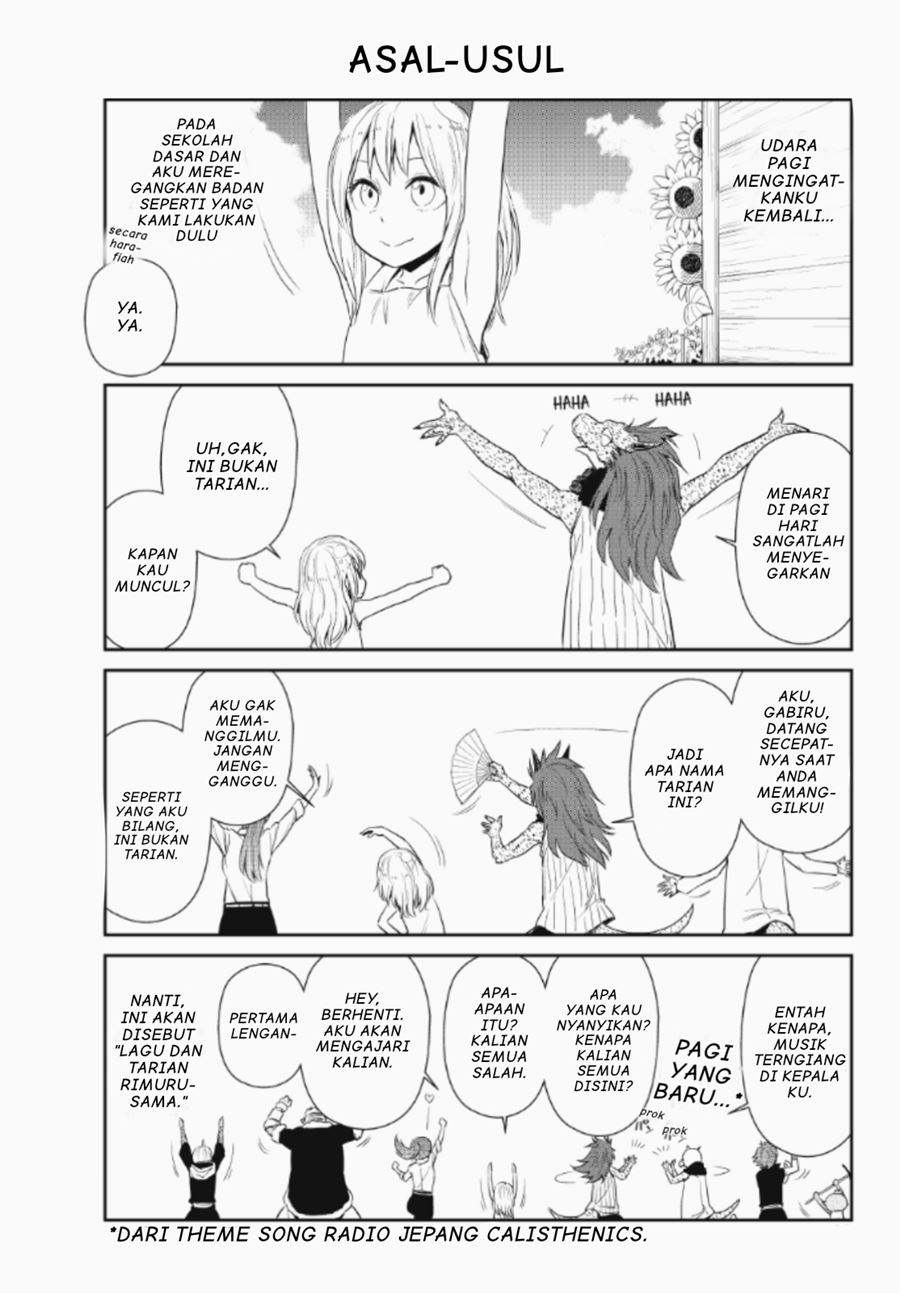 ASAL-USUL
UDARA
PAGI
MENGINGAT-
KANKU
KEMBALI...
PADA
SEKOLAH
DASAR DAN
AKU MERE-
GANGKAN BADAN
SEPERTI YANG
KAMI LAKUKAN
DULU
secara
hara-
fiah
YA.
YA.
HAHA
HAHA
MENARI
DI PAGI
HARI
SANGATLAH
MENYE-
GARKAN
UH,GAK,
INI BUKAN
TARIAN...
KAPAN
KAU
MUNCUL?
AKU,
GABIRU,
DATANG
SECEPAT-
NYA SAAT
ANDA
MEMANG-
GILKU!
JADI
APA NAMA
TARIAN
INI?
AKU GAK
MEMA-
NGGILMU.
JANGAN
MENG-
GANGGU.
SEPERTI
YANG AKU
BILANG,
INI BUKAN
TARIAN.
ENTAH
KENAPA,
MUSIK
TERNGIANG
DI KEPALA
KU.
PAGI
YANG
BARU...*
prok
prok
APA
YANG KAU
NYANYIKAN?
KENAPA
KALIAN
SEMUA
DISINI?
APA-
APAAN
ITU?
KALIAN
SEMUA
SALAH.
HEY,
BERHENTI.
AKU AKAN
MENGAJARI
KALIAN.
PERTAMA
LENGAN-
NANTI,
INI AKAN
DISEBUT
"LAGU DAN
TARIAN
RIMURU-
SAMA."
*DARI THEME SONG RADIO JEPANG CALISTHENICS.